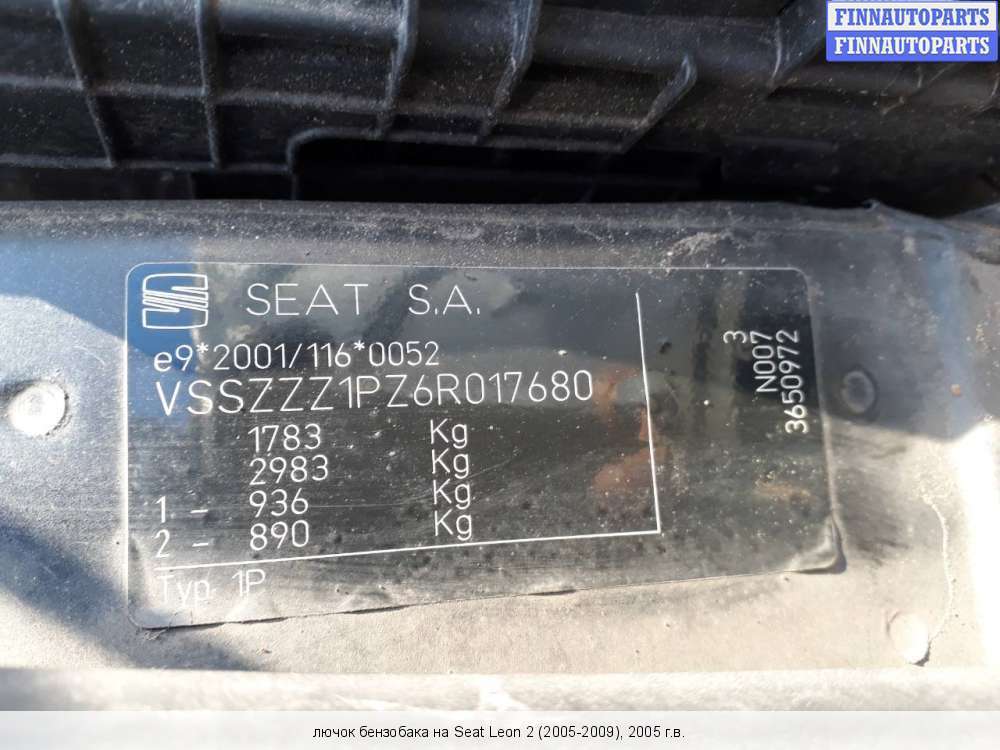 FINNAUTOPARTS
FINNAUTOPARTS
SEAT S.A.
e9*2001/116*0052
VSSZZZ1PZ6R017680
1783 Kg
2983 Kg
1 - 936 Kg
2 - 890 Kg
Typ 1P
3
N007
3650972
лючок бензобака на Seat Leon 2 (2005-2009), 2005 г.в.